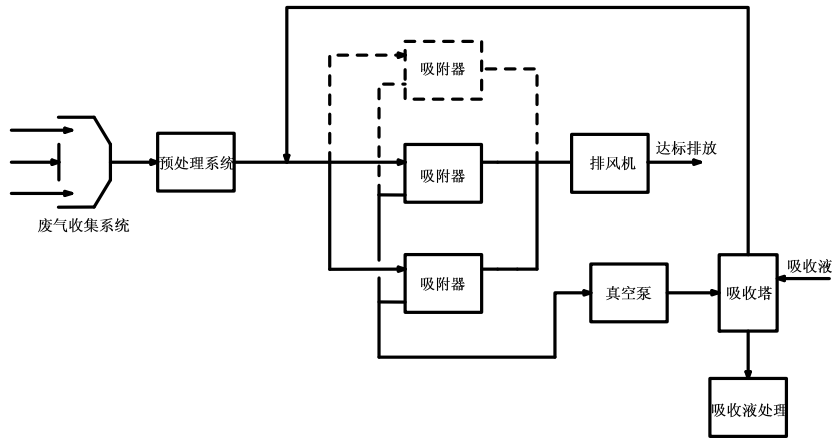 吸附器
预处理系统
吸附器
排风机
达标排放
废气收集系统
吸附器
真空泵
吸收塔
吸收液
吸收液处理